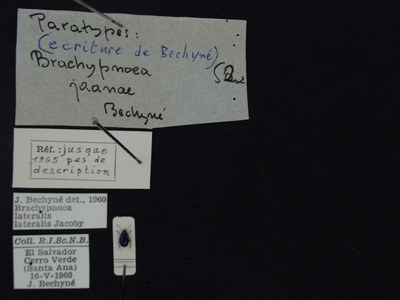 Paratypes:
(ecriture de Bechyné)
Brachypnoea
jaanae
Bechyné
Réf.: jusque
1965 pas de
description
J. Bechyné det., 1960
Brachypnoea
lateralis
lateralis Jacoby
Coll. R.I.Sc.N.B.
El Salvador
Cerro Verde
(Santa Ana)
16-V-1960
J. Bechyné